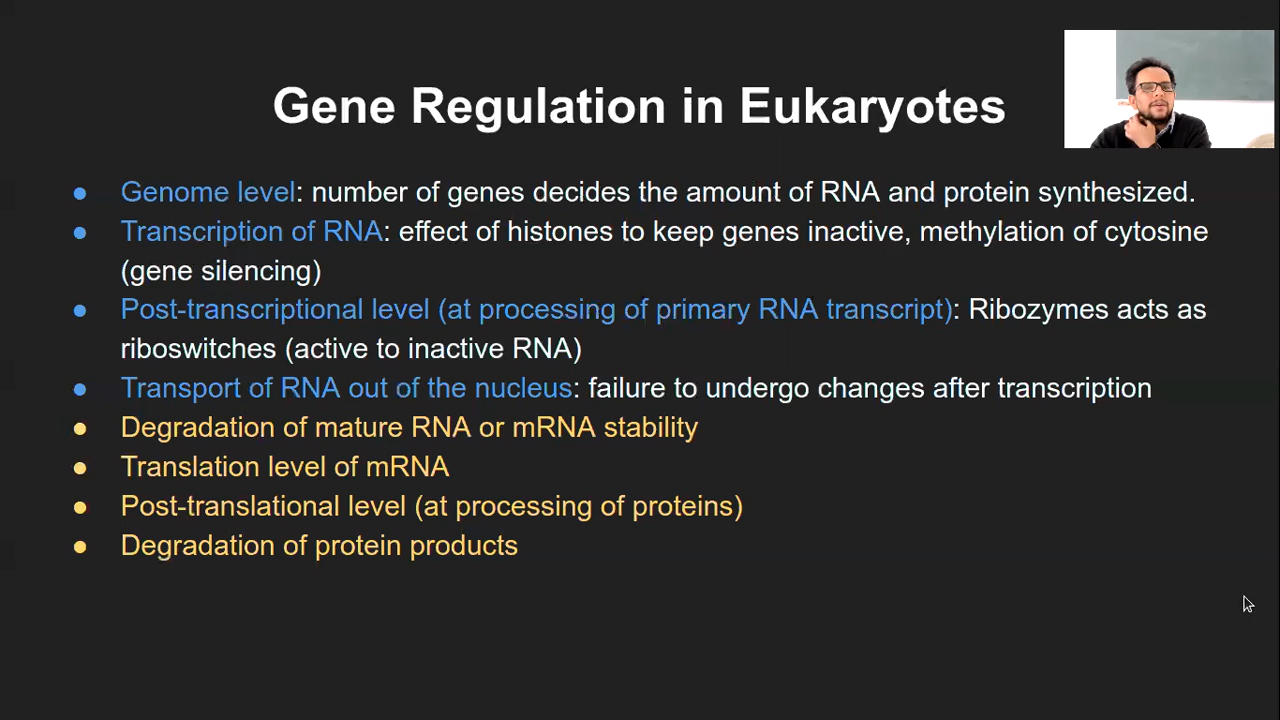 Gene Regulation in Eukaryotes
● Genome level: number of genes decides the amount of RNA and protein synthesized.
● Transcription of RNA: effect of histones to keep genes inactive, methylation of cytosine
(gene silencing)
● Post-transcriptional level (at processing of primary RNA transcript): Ribozymes acts as
riboswitches (active to inactive RNA)
● Transport of RNA out of the nucleus: failure to undergo changes after transcription
● Degradation of mature RNA or mRNA stability
● Translation level of mRNA
● Post-translational level (at processing of proteins)
● Degradation of protein products